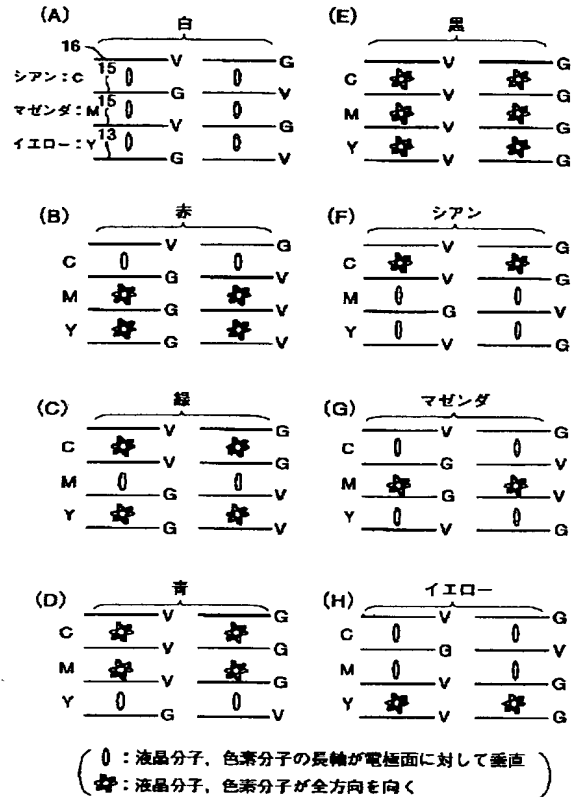 (A)
白
16 V G
シアン:C 15 G V
マゼンダ:M 15 V G
イエロー:Y 13 G V
(E)
黒
V G
C V G
M V G
Y V G
(B)
赤
V G
C G V
M G V
Y G V
(F)
シアン
V G
C V G
M G V
Y V G
(C)
緑
V G
C V G
M G V
Y G V
(G)
マゼンダ
V G
C G G
M G V
Y V G
(D)
青
V G
C V G
M V G
Y G V
(H)
イエロー
V G
C G V
M V G
Y V G
:液晶分子,色素分子の長軸が電極面に対して垂直
:液晶分子,色素分子が全方向を向く